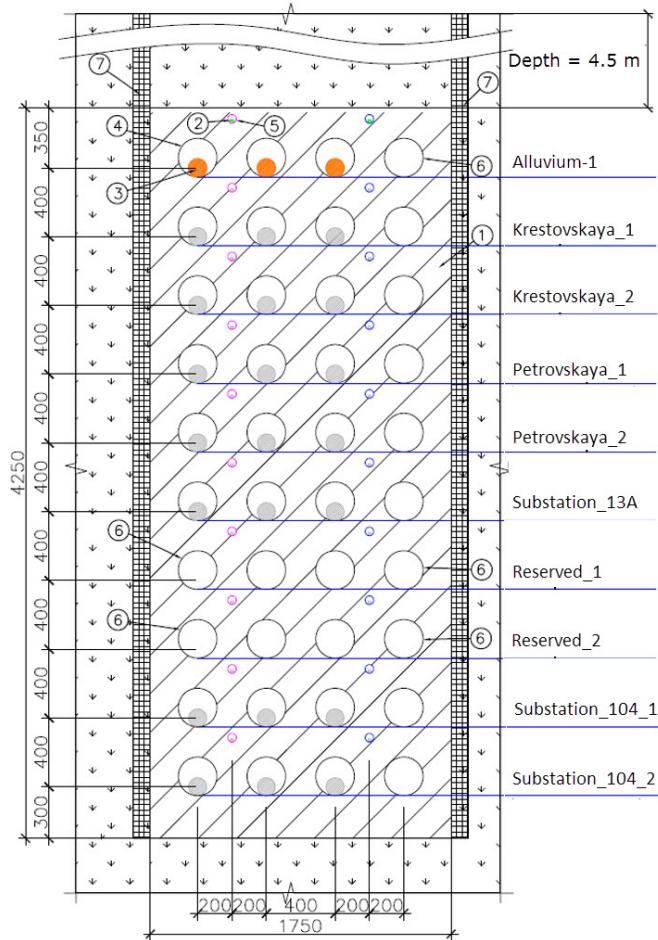 Depth = 4.5 m
7
7
4
2
5
350
3
6
Alluvium-1
400
Krestovskaya_1
1
400
Krestovskaya_2
400
Petrovskaya_1
400
Petrovskaya_2
4250
400
Substation_13A
6
400
6
Reserved_1
6
400
6
Reserved_2
400
Substation_104_1
400
Substation_104_2
300
200 200 400 200 200
1750